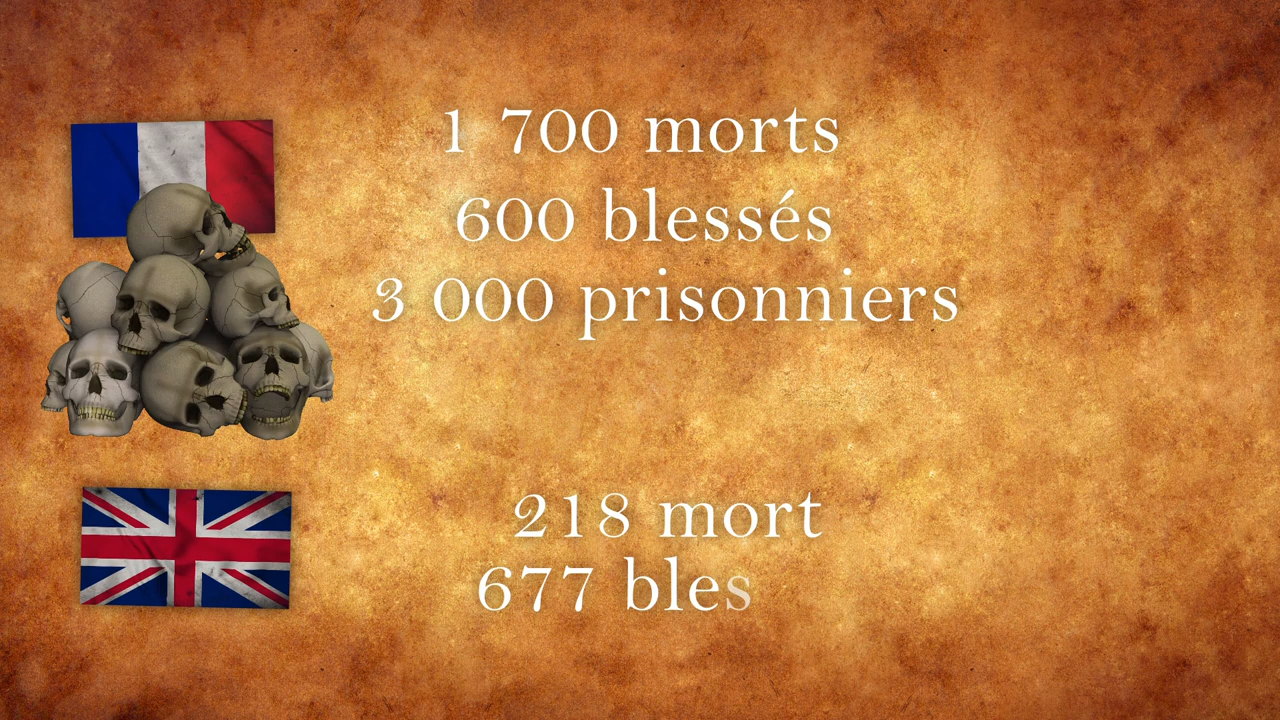 1 700 morts
600 blessés
3 000 prisonniers
218 mort
677 bles